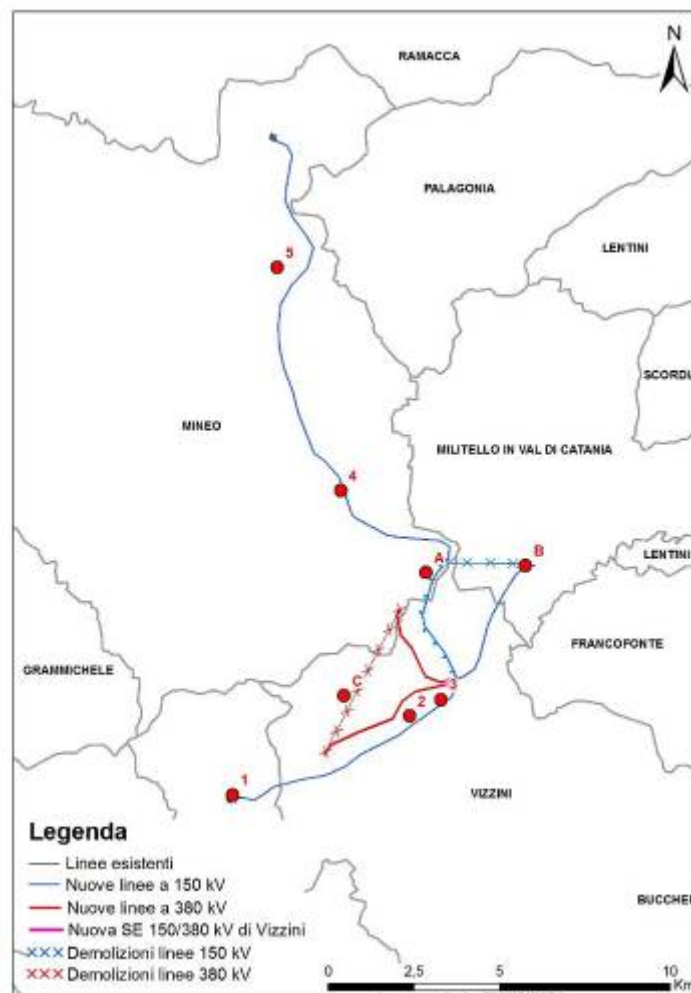 N
RAMACCA
PALAGONIA
LENTINI
5
SCORDI
MINEO
MILITELLO IN VAL DI CATANIA
4
A
B
LENTINI
FRANCOFONTE
GRAMMICHELE
C
3
2
1
VIZZINI
Legenda
Linee esistenti
Nuove linee a 150 kV
Nuove linee a 380 kV
BUCCHE
Nuova SE 150/380 kV di Vizzini
Demolizioni linee 150 kV
Demolizioni linee 380 kV
0 2,5 5 10
Km